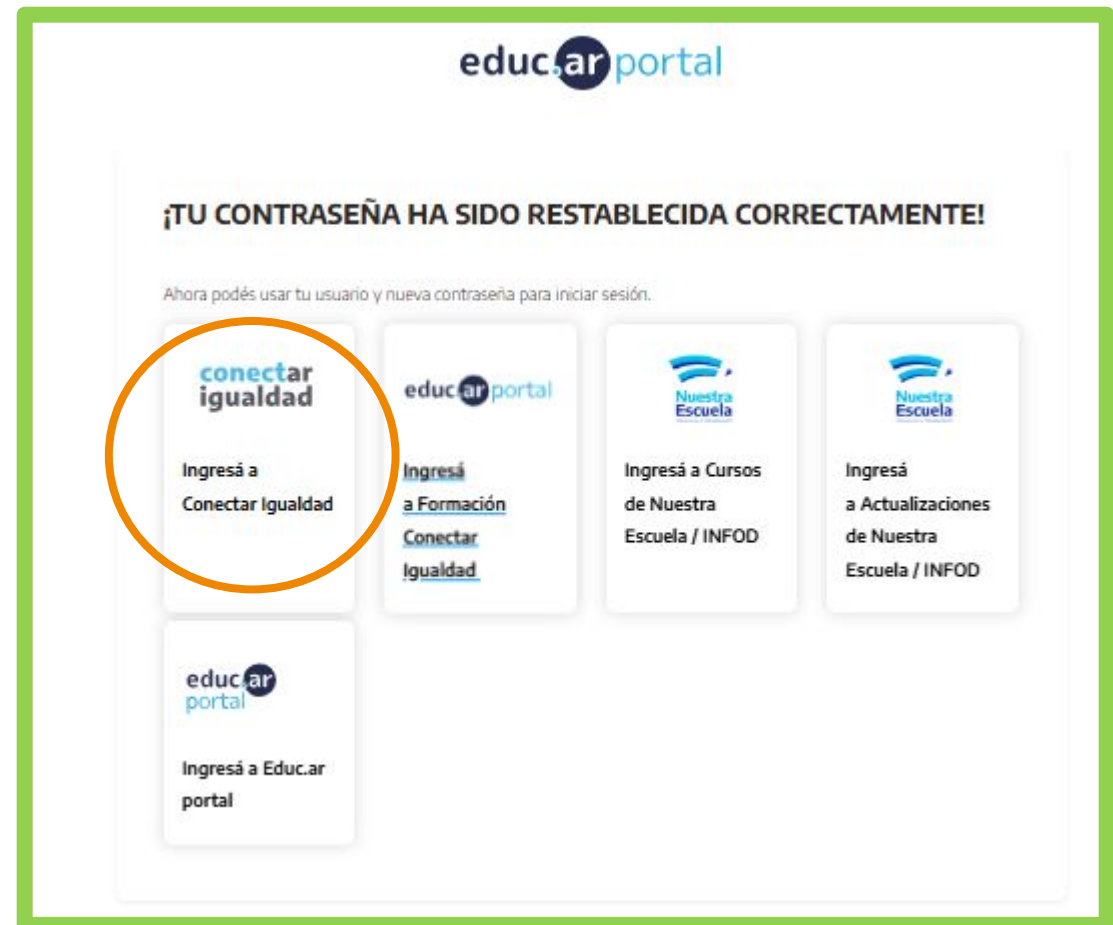 educ.ar portal
¡TU CONTRASEÑA HA SIDO RESTABLECIDA CORRECTAMENTE!
Ahora podés usar tu usuario y nueva contraseña para iniciar sesión.
conectar
igualdad
Ingresá a
Conectar Igualdad
educ.ar portal
Ingresá
a Formación
Conectar
Igualdad
Nuestra
Escuela
Ingresá a Cursos
de Nuestra
Escuela / INFOD
Nuestra
Escuela
Ingresá
a Actualizaciones
de Nuestra
Escuela / INFOD
educ.ar
portal
Ingresá a Educ.ar
portal